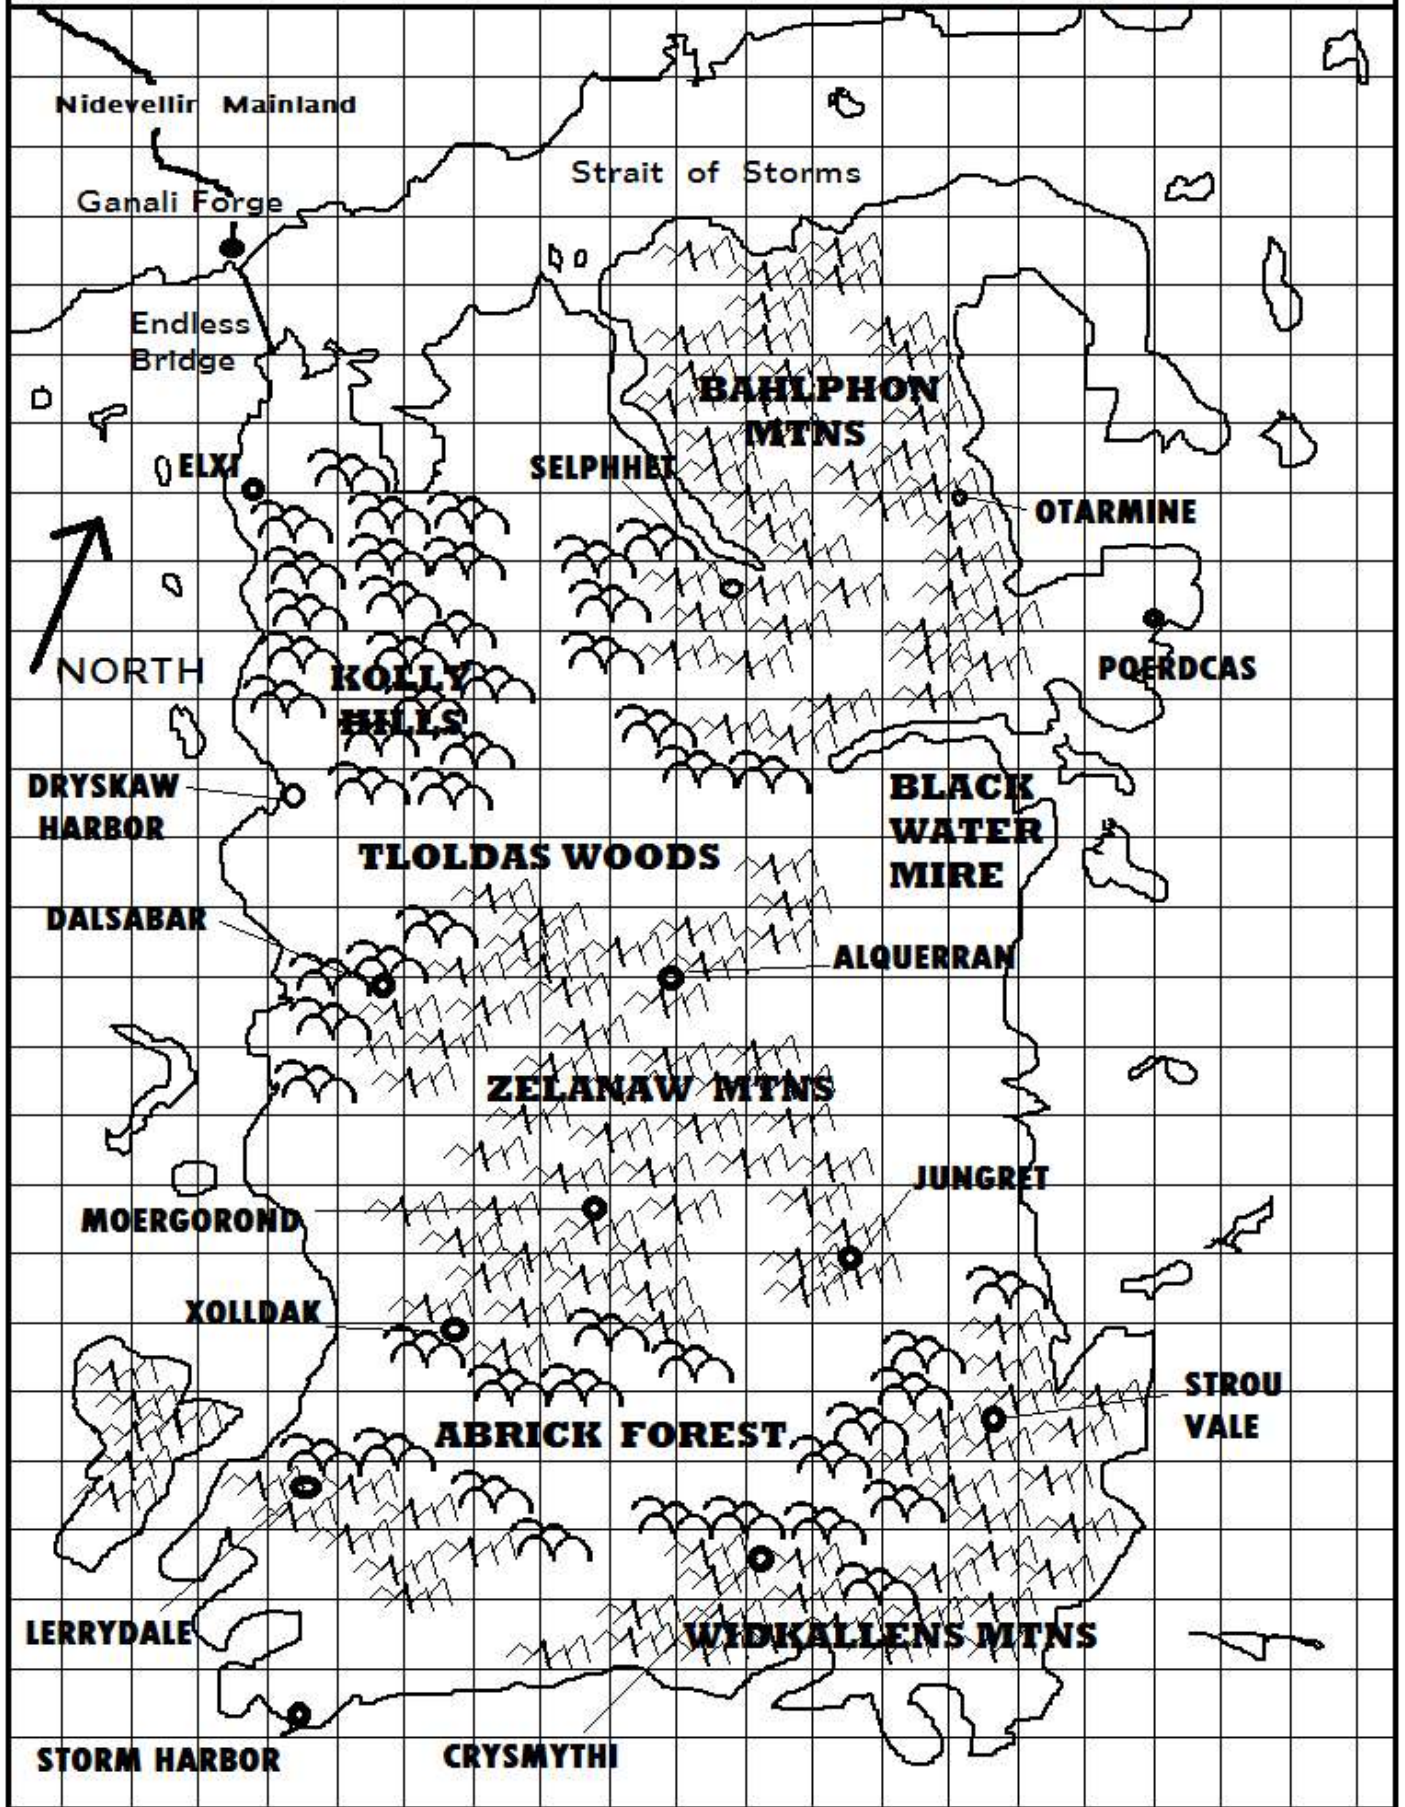 Nidevellir Mainland
Strait of Storms
Ganali Forge
Endless
Bridge
BAHLPHON
MTNS
ELXI
SELPHHET
OTARMINE
NORTH
KOLLY
HILLS
POERDCAS
DRYSKAW
HARBOR
BLACK
WATER
MIRE
TLOLDAS WOODS
DALSABAR
ALQUERRAN
ZELANAW MTNS
JUNGRET
MOERGOROND
XOLLDAK
STROU
VALE
ABRICK FOREST
LERRYDALE
WIDKALLENS MTNS
STORM HARBOR
CRYSMYTHI